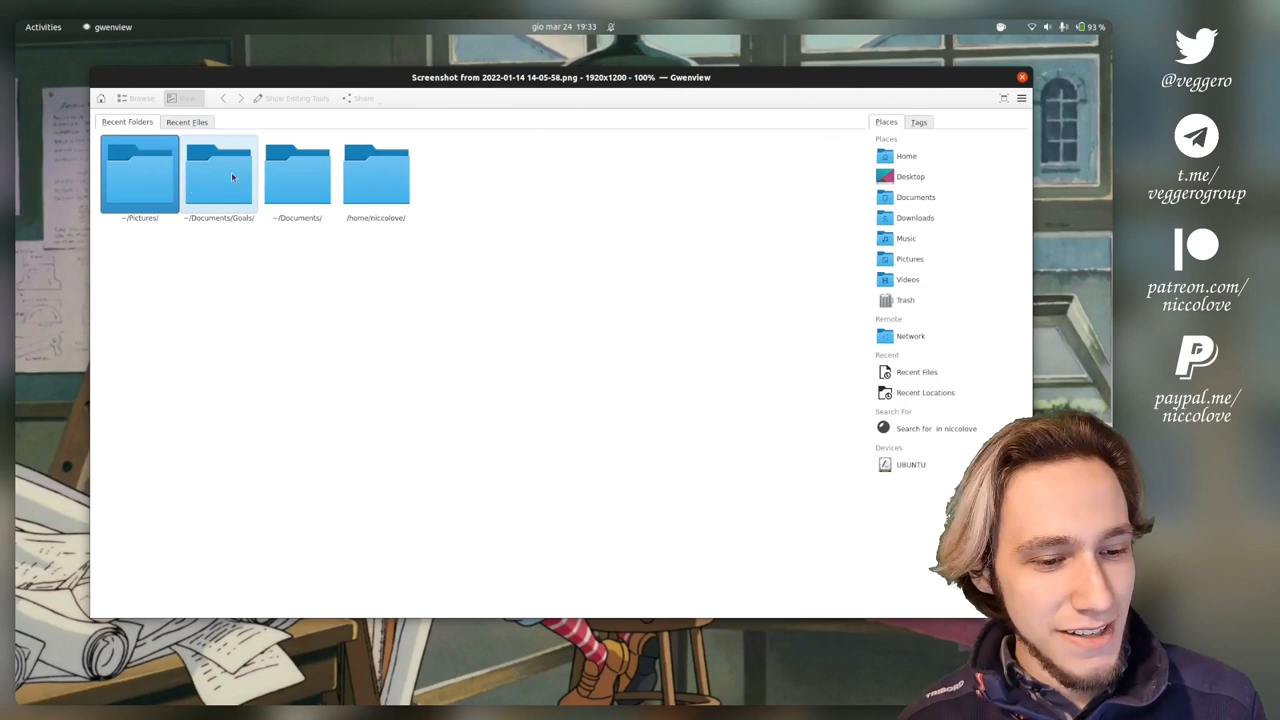 Activities
gwenview
gio mar 24 19:33
93 %
Screenshot from 2022-01-14 14-05-58.png - 1920x1200 - 100% — Gwenview
Browse
View
Show Editing Tools
Share
Recent Folders
Recent Files
~/Pictures/
~/Documents/Goals/
~/Documents/
/home/niccolove/
Places
Tags
Places
Home
Desktop
Documents
Downloads
Music
Pictures
Videos
Trash
Remote
Network
Recent
Recent Files
Recent Locations
Search For
Search for in niccolove
Devices
UBUNTU
@veggero
t.me/
veggerogroup
patreon.com/
niccolove
paypal.me/
niccolove
TRIBORD